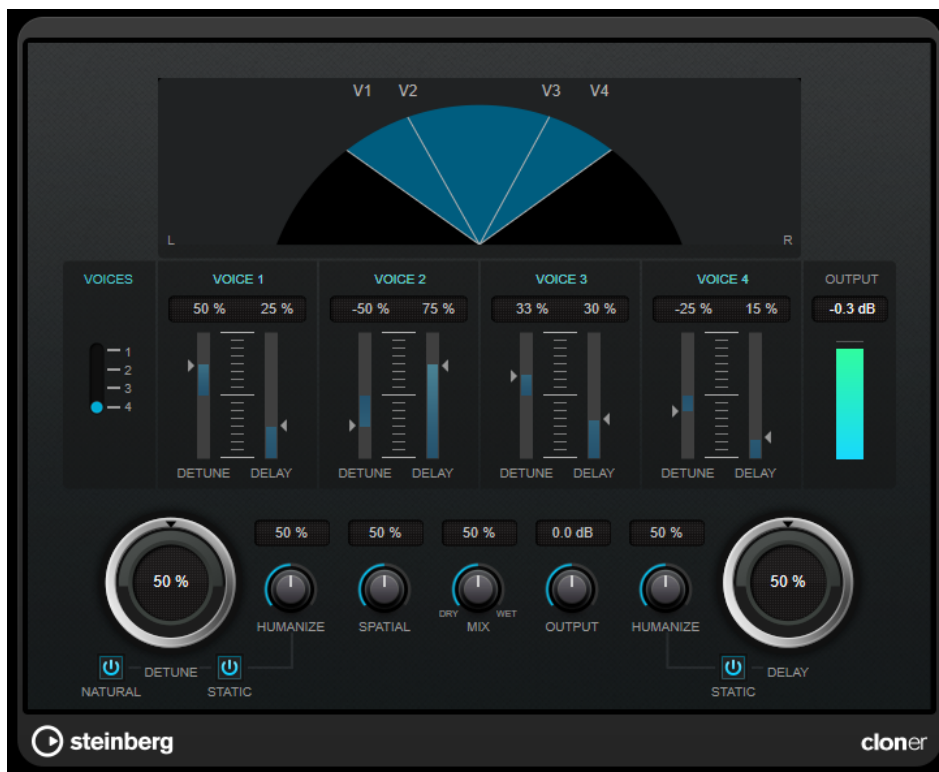 V1 V2 V3 V4
L R
VOICES VOICE 1 VOICE 2 VOICE 3 VOICE 4 OUTPUT
50 % 25 % -50 % 75 % 33 % 30 % -25 % 15 % -0.3 dB
1
2
3
4
DETUNE DELAY DETUNE DELAY DETUNE DELAY DETUNE DELAY
50 % 50 % 50 % 0.0 dB 50 %
50 % 50 %
DRY WET
HUMANIZE SPATIAL MIX OUTPUT HUMANIZE
DETUNE DELAY
NATURAL STATIC STATIC
steinberg cloner